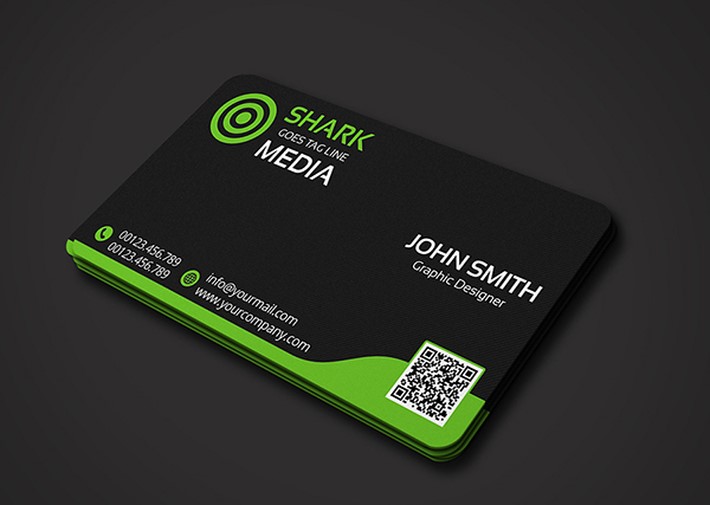 SHARK
GOES TAG LINE
MEDIA
JOHN SMITH
Graphic Designer
00123.456.789
00123.456.789
info@yourmail.com
www.yourcompany.com